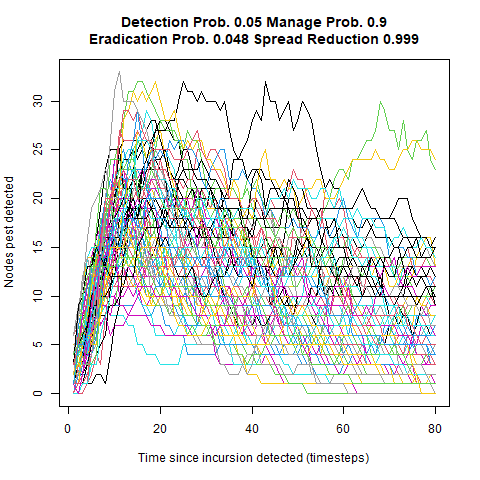 Detection Prob. 0.05 Manage Prob. 0.9
Eradication Prob. 0.048 Spread Reduction 0.999
Nodes pest detected
30
25
20
15
10
5
0
0 20 40 60 80
Time since incursion detected (timesteps)